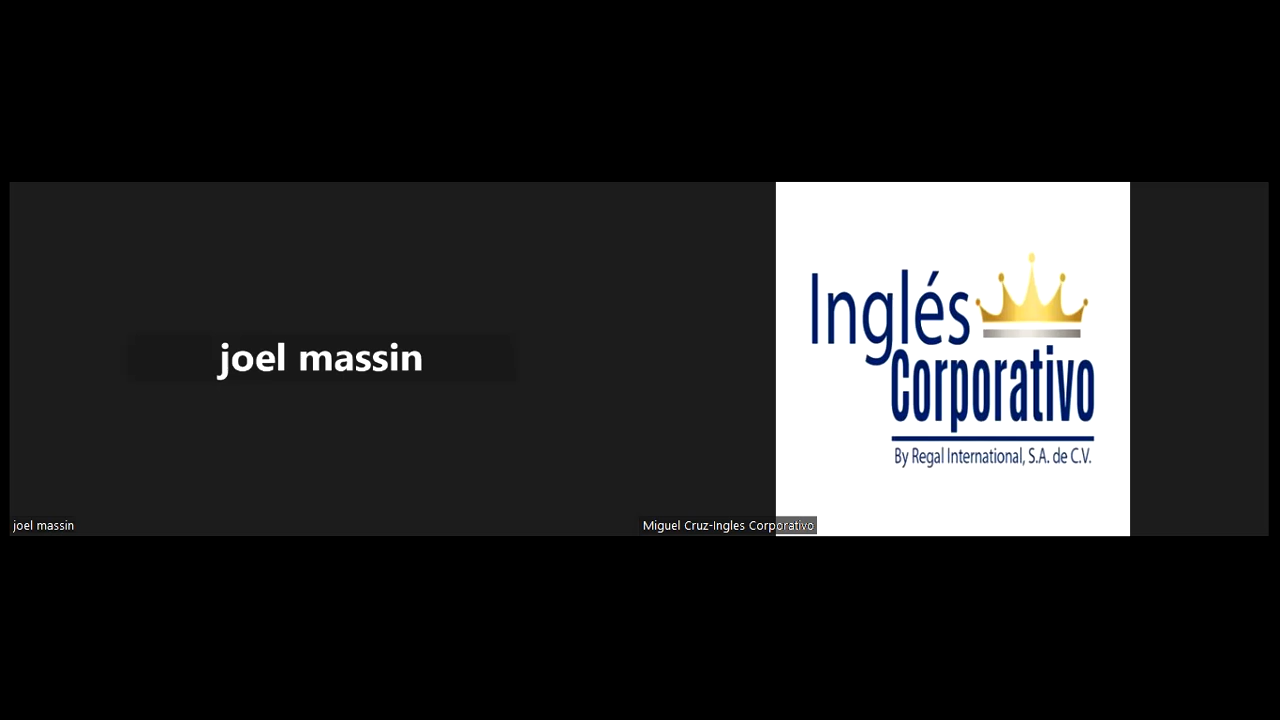 joel massin
joel massin
Inglés
Corporativo
By Regal International, S.A. de C.V.
Miguel Cruz-Ingles Corporativo